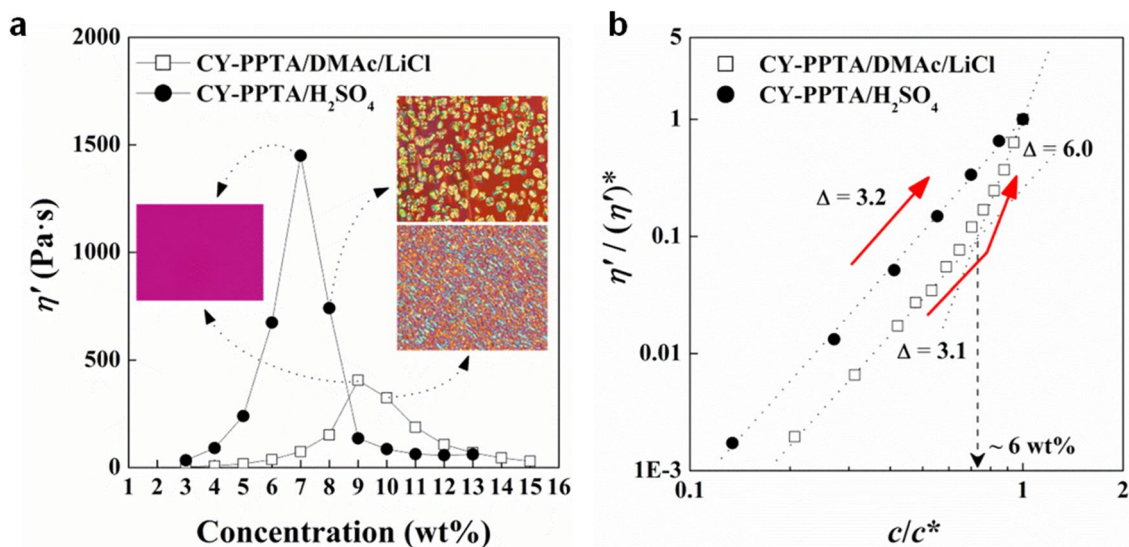 a
2000
1500
1000
500
0
η′ (Pa·s)
CY-PPTA/DMAc/LiCl
CY-PPTA/H₂SO₄
1 2 3 4 5 6 7 8 9 10 11 12 13 14 15 16
Concentration (wt%)
b
5
1
0.1
0.01
1E-3
η′ / (η′)*
CY-PPTA/DMAc/LiCl
CY-PPTA/H₂SO₄
Δ = 6.0
Δ = 3.2
Δ = 3.1
~ 6 wt%
0.1 1 2
c/c*